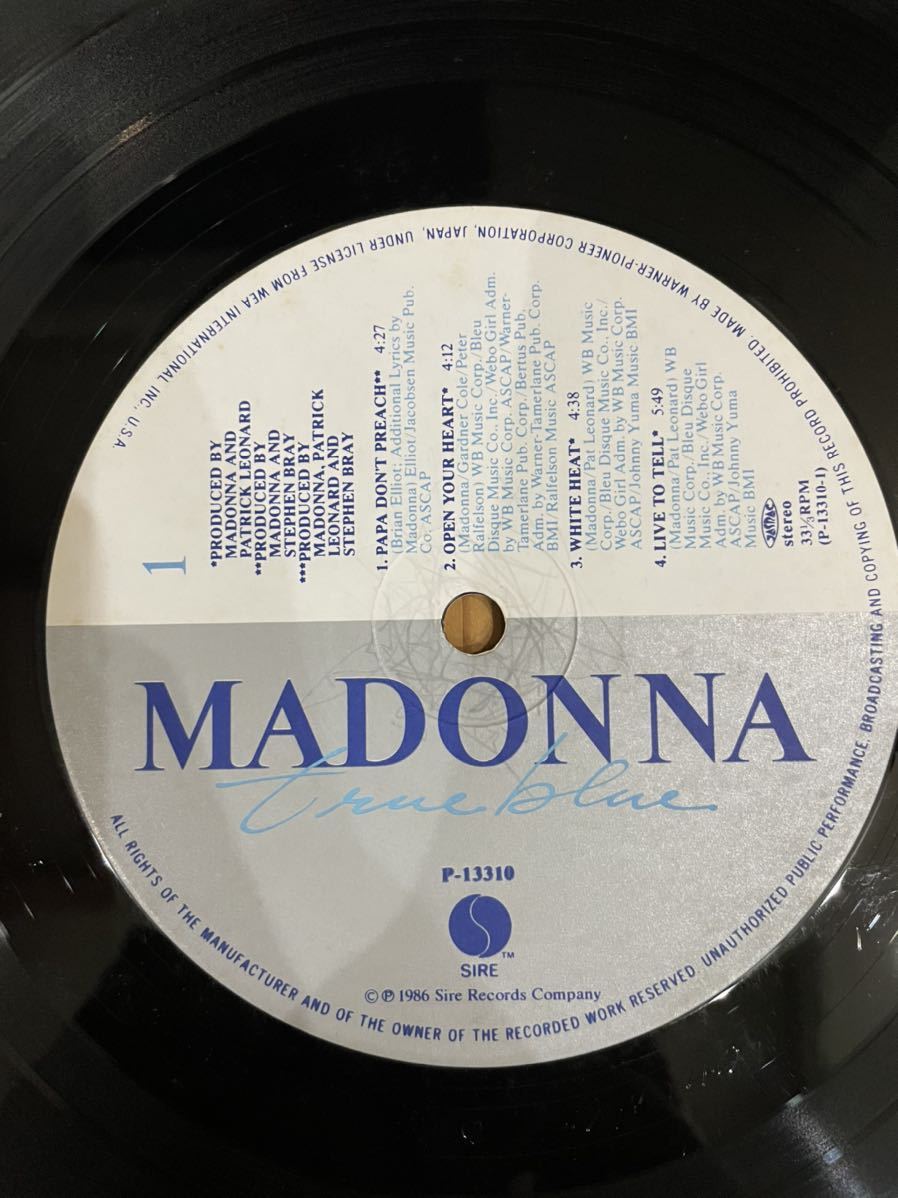 1
*PRODUCED BY
MADONNA AND
PATRICK LEONARD
**PRODUCED BY
MADONNA AND
STEPHEN BRAY
***PRODUCED BY
MADONNA, PATRICK
LEONARD AND
STEPHEN BRAY
1. PAPA DON'T PREACH** 4:27
(Brian Elliot; Additional Lyrics by
Madonna) Elliot/Jacobsen Music Pub.
Co. ASCAP
2. OPEN YOUR HEART* 4:12
(Madonna/Gardner Cole/Peter
Rafelson) WB Music Corp./Bleu
Disque Music Co., Inc./Webo Girl Adm.
by WB Music Corp. ASCAP/Warner-
Tamerlane Pub. Corp./Bertus Pub.
Adm. by Warner-Tamerlane Pub. Corp.
BMI/Rafelson Music ASCAP
3. WHITE HEAT* 4:38
(Madonna/Pat Leonard) WB Music
Corp./Bleu Disque Music Co., Inc./
Webo Girl Adm. by WB Music Corp.
ASCAP/Johnny Yuma Music BMI
4. LIVE TO TELL* 5:49
(Madonna/Pat Leonard) WB
Music Corp./Bleu Disque
Music Co., Inc./Webo Girl
Adm. by WB Music Corp.
ASCAP/Johnny Yuma
Music BMI
stereo
33⅓RPM
(P-13310-1)
MADONNA
true blue
P-13310
SIRE™
©℗ 1986 Sire Records Company
ALL RIGHTS OF THE MANUFACTURER AND OF THE OWNER OF THE RECORDED WORK RESERVED. UNAUTHORIZED PUBLIC PERFORMANCE, BROADCASTING AND COPYING OF THIS RECORD PROHIBITED. MADE BY WARNER-PIONEER CORPORATION, JAPAN, UNDER LICENSE FROM WEA INTERNATIONAL INC., U.S.A